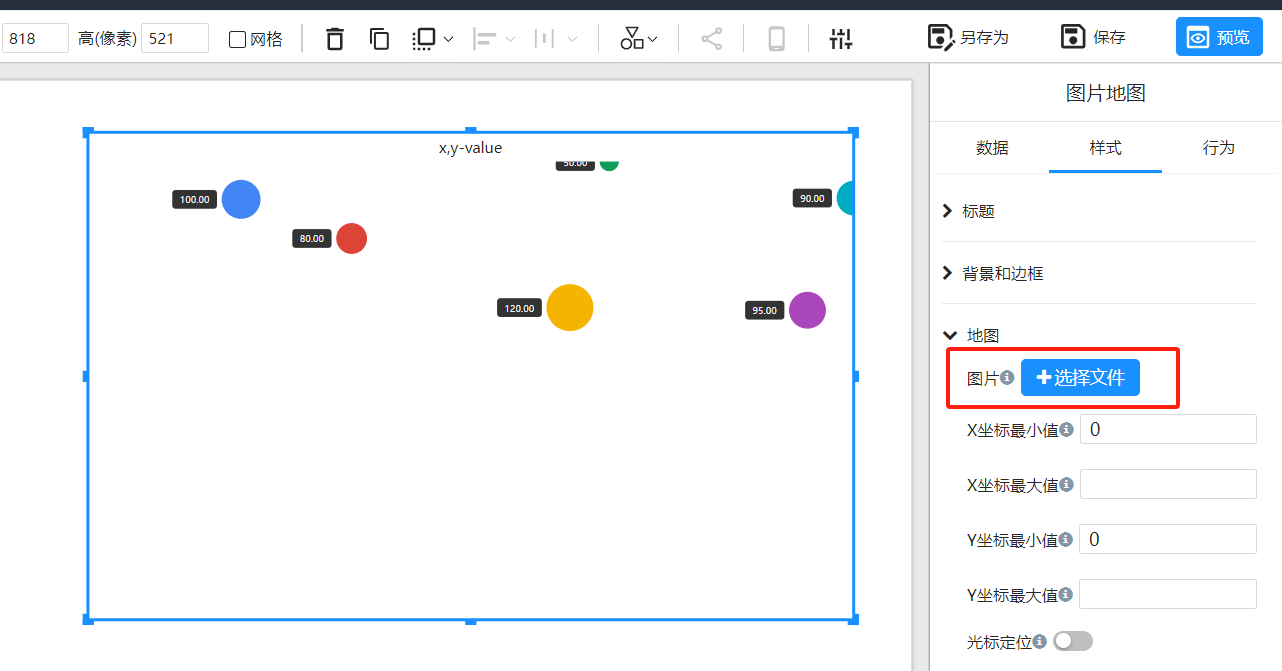 818 高(像素) 521 网格 另存为 保存 预览
图片地图
数据 样式 行为
x,y-value
50.00
100.00
90.00
80.00
120.00
95.00
标题
背景和边框
地图
图片 选择文件
X坐标最小值 0
X坐标最大值
Y坐标最小值 0
Y坐标最大值
光标定位